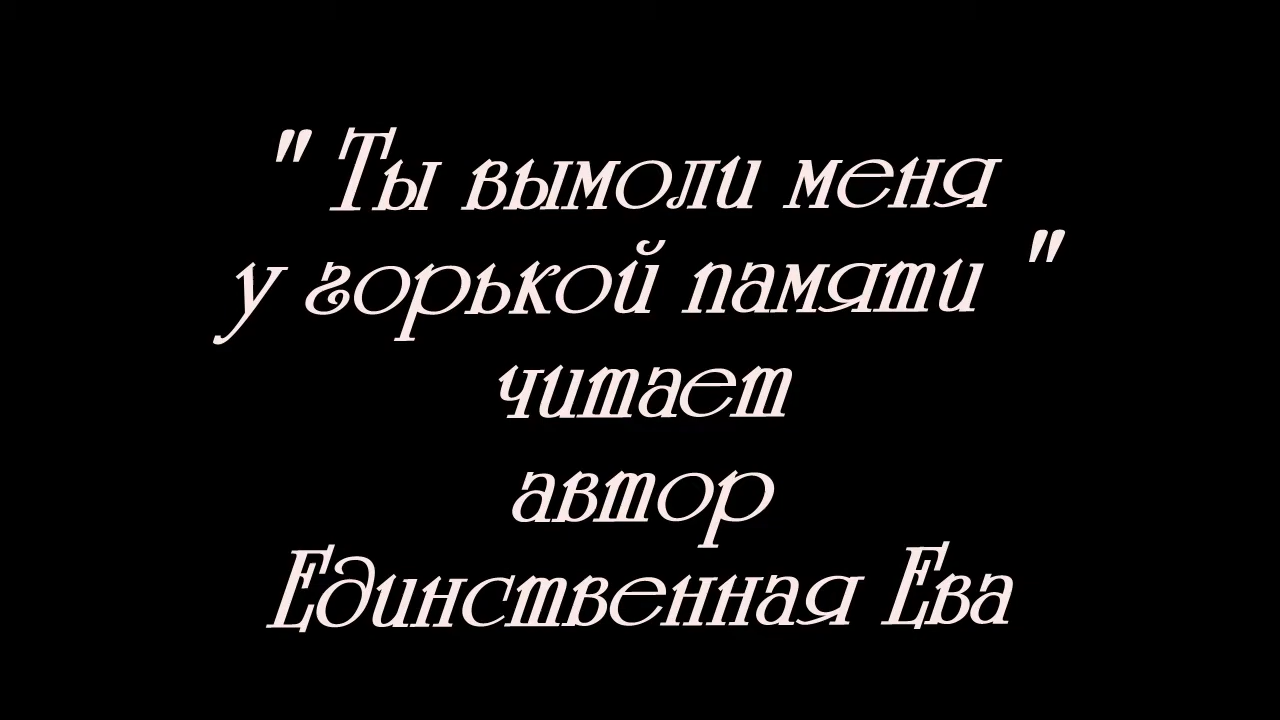 " Ты вымоли меня
у горькой памяти "
читает
автор
Единственная Ева